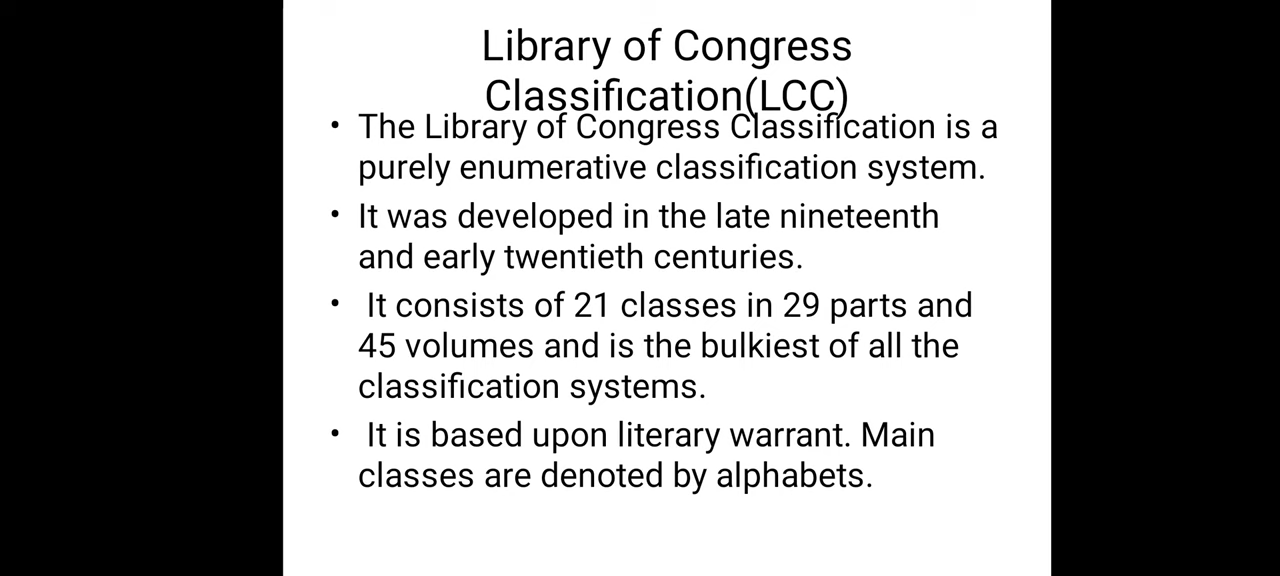 Library of Congress
Classification(LCC)
• The Library of Congress Classification is a
purely enumerative classification system.
• It was developed in the late nineteenth
and early twentieth centuries.
• It consists of 21 classes in 29 parts and
45 volumes and is the bulkiest of all the
classification systems.
• It is based upon literary warrant. Main
classes are denoted by alphabets.